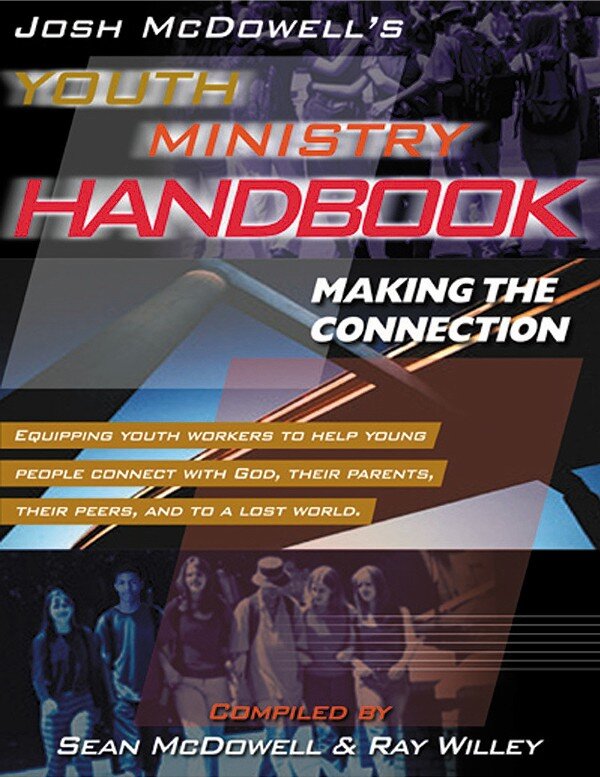 JOSH MCDOWELL'S
YOUTH
MINISTRY
HANDBOOK
MAKING THE
CONNECTION
EQUIPPING YOUTH WORKERS TO HELP YOUNG
PEOPLE CONNECT WITH GOD, THEIR PARENTS,
THEIR PEERS, AND TO A LOST WORLD.
COMPILED BY
SEAN MCDOWELL & RAY WILLEY